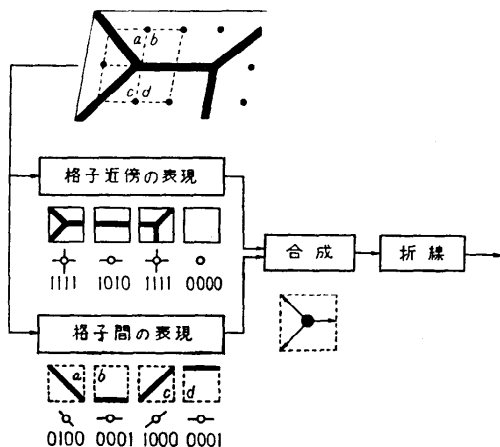 a b
c d
格子近傍の表現
1111 1010 1111 0000
合成
折線
格子間の表現
a b c d
0100 0001 1000 0001